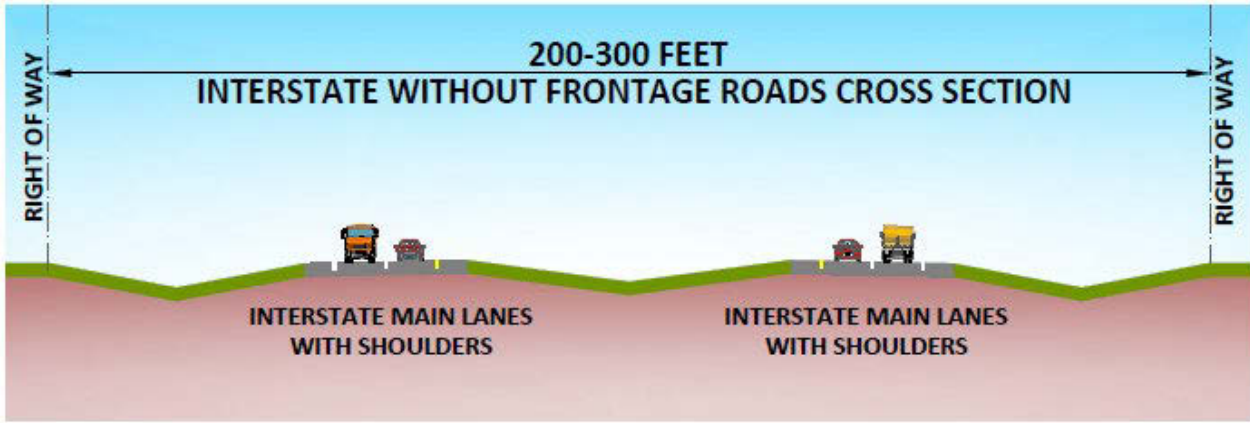 200-300 FEET
INTERSTATE WITHOUT FRONTAGE ROADS CROSS SECTION
RIGHT OF WAY
RIGHT OF WAY
INTERSTATE MAIN LANES
WITH SHOULDERS
INTERSTATE MAIN LANES
WITH SHOULDERS